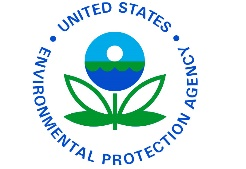 UNITED STATES
ENVIRONMENTAL PROTECTION AGENCY